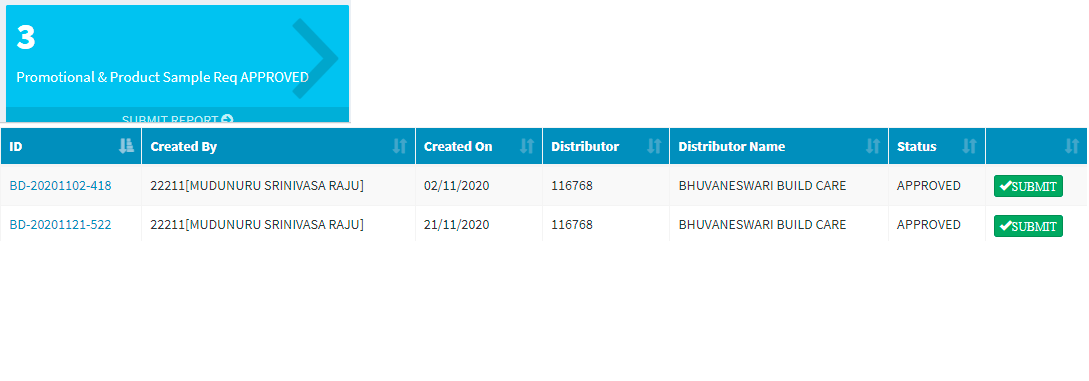 3
Promotional & Product Sample Req APPROVED
SUBMIT REPORT
ID Created By Created On Distributor Distributor Name Status
BD-20201102-418 22211[MUDUNURU SRINIVASA RAJU] 02/11/2020 116768 BHUVANESWARI BUILD CARE APPROVED SUBMIT
BD-20201121-522 22211[MUDUNURU SRINIVASA RAJU] 21/11/2020 116768 BHUVANESWARI BUILD CARE APPROVED SUBMIT